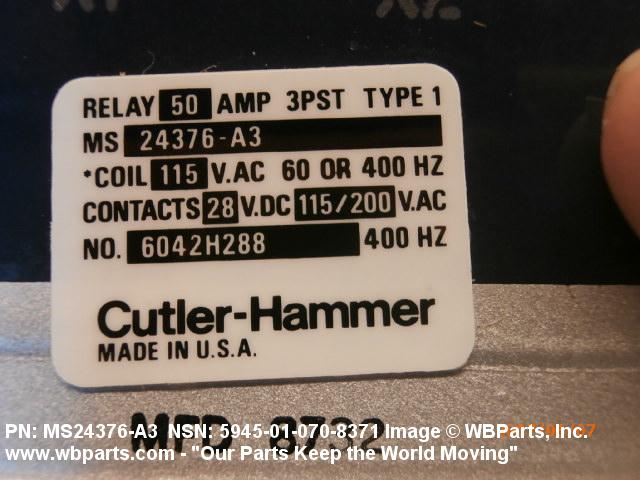 RELAY 50 AMP 3PST TYPE 1
MS 24376-A3
*COIL 115 V.AC 60 OR 400 HZ
CONTACTS 28 V.DC 115/200 V.AC
NO. 6042H288 400 HZ
Cutler-Hammer
MADE IN U.S.A.
MFD 8732
PN: MS24376-A3 NSN: 5945-01-070-8371 Image © WBParts, Inc.
www.wbparts.com - "Our Parts Keep the World Moving"